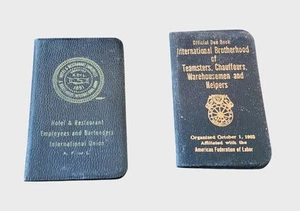 1891
Hotel & Restaurant
Employees and Bartenders
International Union
A. F. of L.
Official Due Book
International Brotherhood
of
Teamsters, Chauffeurs,
Warehousemen and
Helpers
Organized October 1, 1903
Affiliated with the
American Federation of Labor